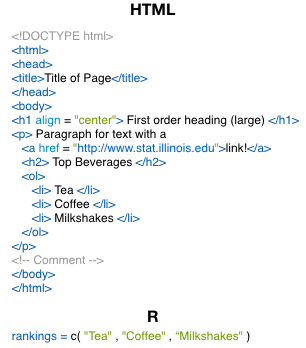 HTML
<!DOCTYPE html>
<html>
<head>
<title>Title of Page</title>
</head>
<body>
<h1 align = "center"> First order heading (large) </h1>
<p> Paragraph for text with a
<a href = "http://www.stat.illinois.edu">link!</a>
<h2> Top Beverages </h2>
<ol>
<li> Tea </li>
<li> Coffee </li>
<li> Milkshakes </li>
</ol>
</p>
<!-- Comment -->
</body>
</html>
R
rankings = c( "Tea" , "Coffee" , “Milkshakes" )